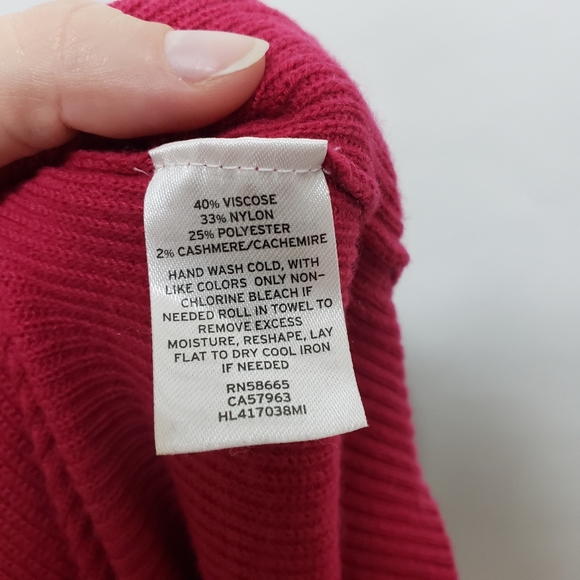 40% VISCOSE
33% NYLON
25% POLYESTER
2% CASHMERE/CACHEMIRE
HAND WASH COLD, WITH
LIKE COLORS ONLY NON-
CHLORINE BLEACH IF
NEEDED ROLL IN TOWEL TO
REMOVE EXCESS
MOISTURE, RESHAPE, LAY
FLAT TO DRY COOL IRON
IF NEEDED
RN58665
CA57963
HL417038MI